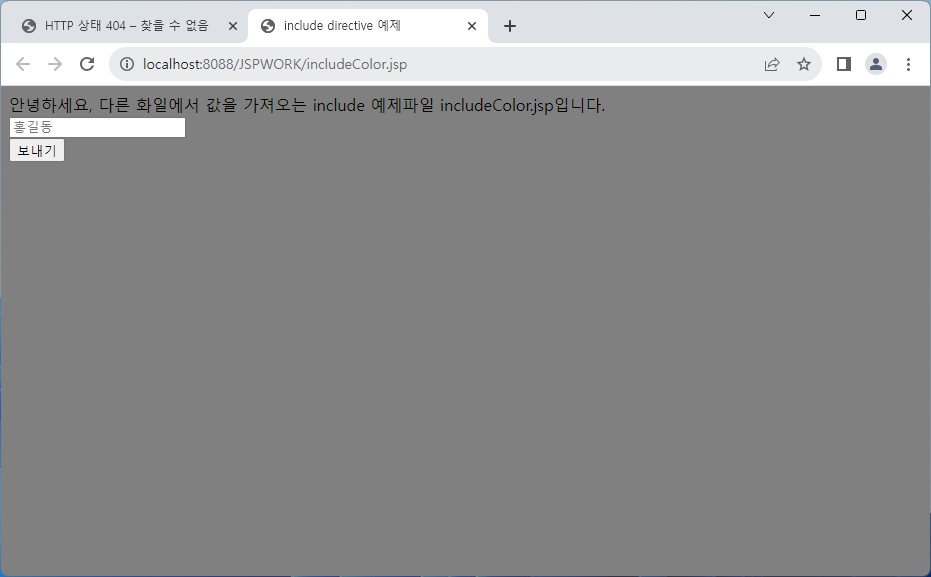 HTTP 상태 404 – 찾을 수 없음
include directive 예제
localhost:8088/JSPWORK/includeColor.jsp
안녕하세요, 다른 화일에서 값을 가져오는 include 예제파일 includeColor.jsp입니다.
홍길동
보내기